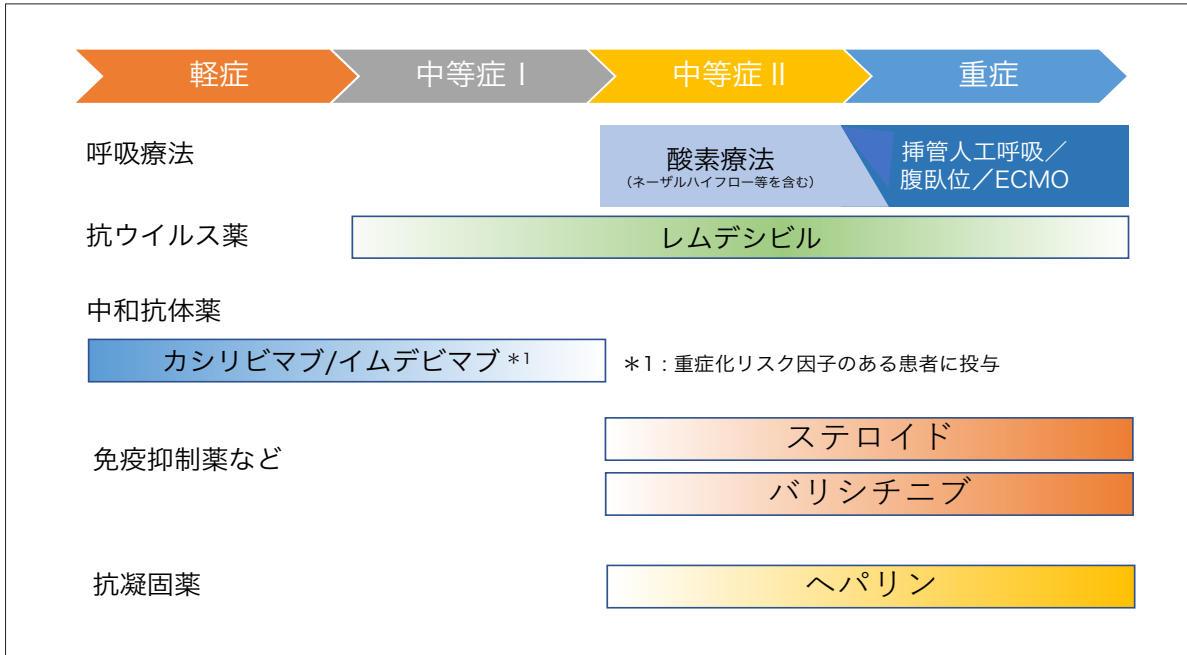 軽症
中等症Ⅰ
中等症Ⅱ
重症
呼吸療法
酸素療法
(ネーザルハイフロー等を含む)
挿管人工呼吸／
腹臥位／ECMO
抗ウイルス薬
レムデシビル
中和抗体薬
カシリビマブ/イムデビマブ *1
*1：重症化リスク因子のある患者に投与
免疫抑制薬など
ステロイド
バリシチニブ
抗凝固薬
ヘパリン